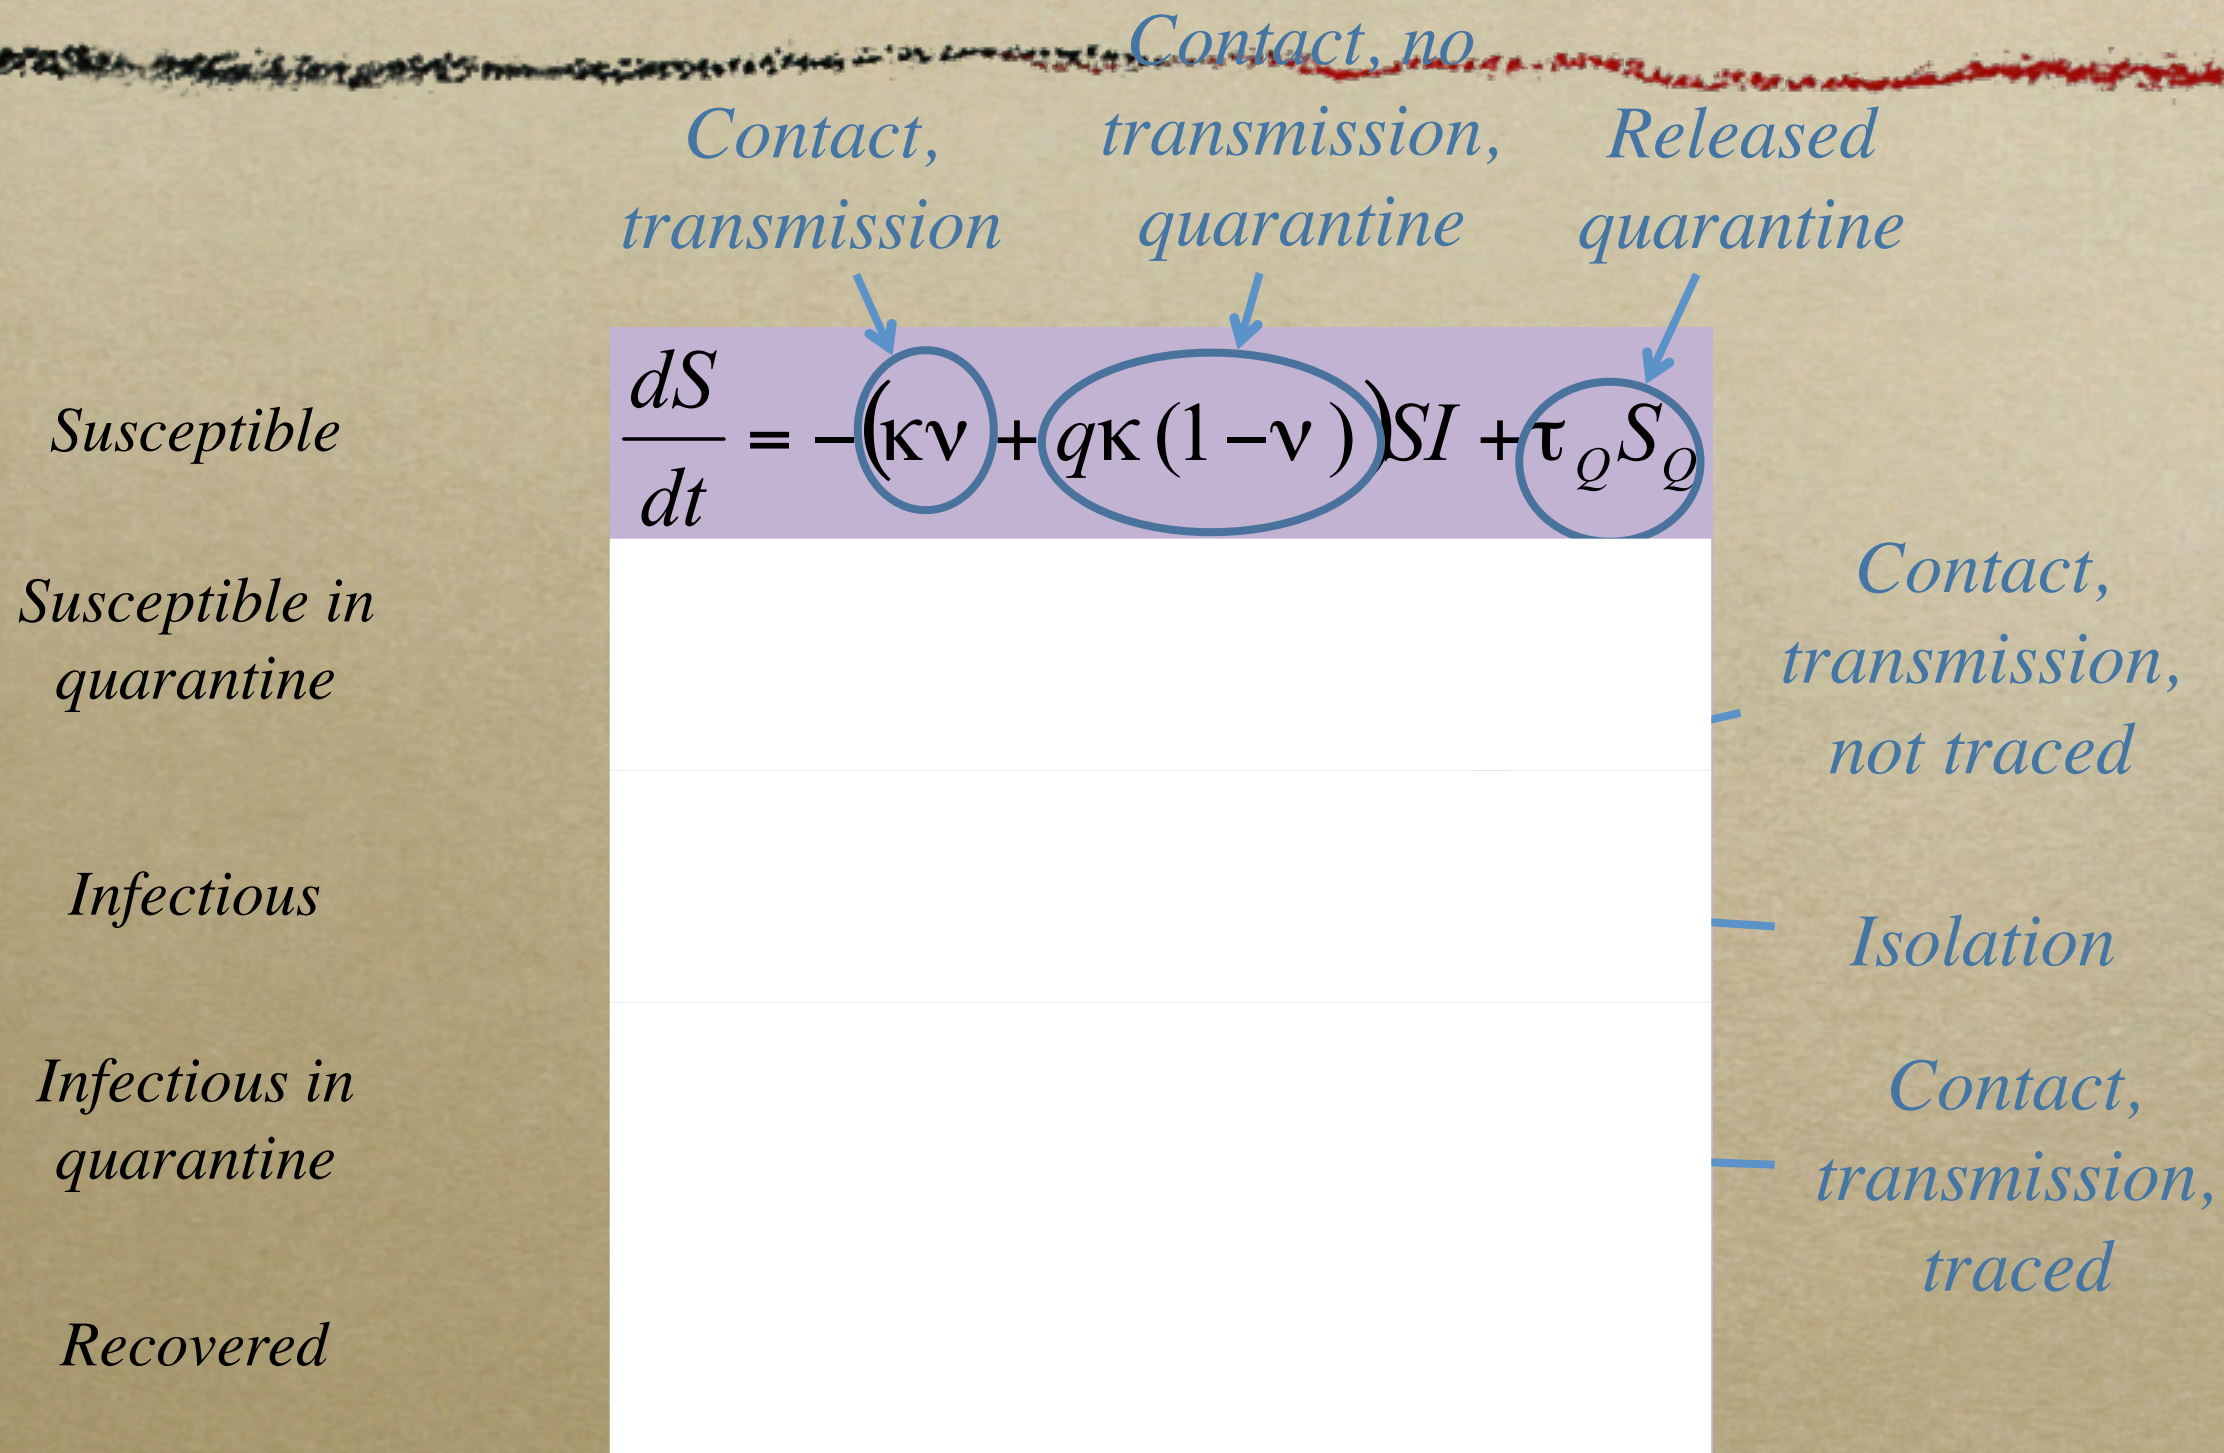 Contact, no
transmission,
quarantine
Contact,
transmission
Released
quarantine
Susceptible
dS/dt = −(κν + qκ(1−ν))SI + τ_Q S_Q
Susceptible in
quarantine
Contact,
transmission,
not traced
Infectious
Isolation
Infectious in
quarantine
Contact,
transmission,
traced
Recovered